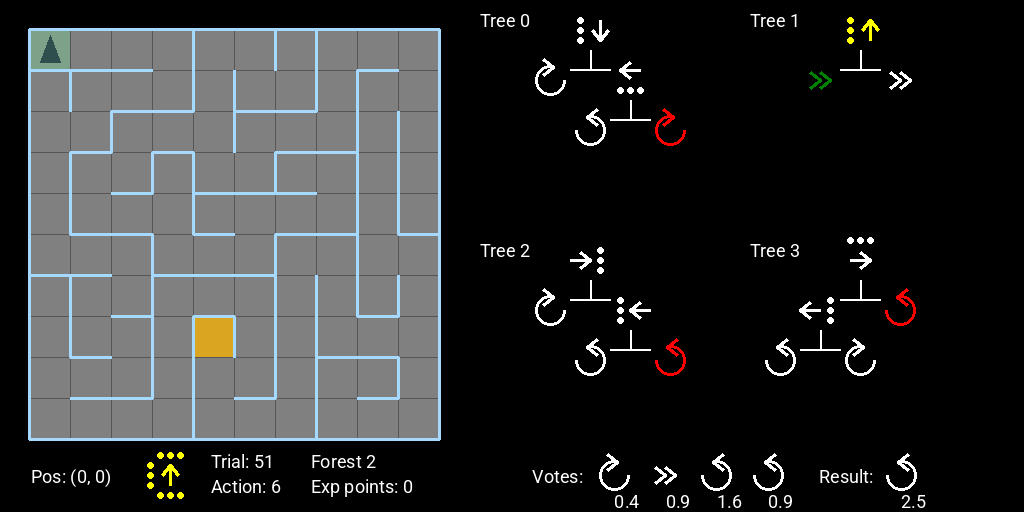 Tree 0
Tree 1
Tree 2
Tree 3
Pos: (0, 0)
Trial: 51
Forest 2
Action: 6
Exp points: 0
Votes:
0.4
0.9
1.6
0.9
Result:
2.5